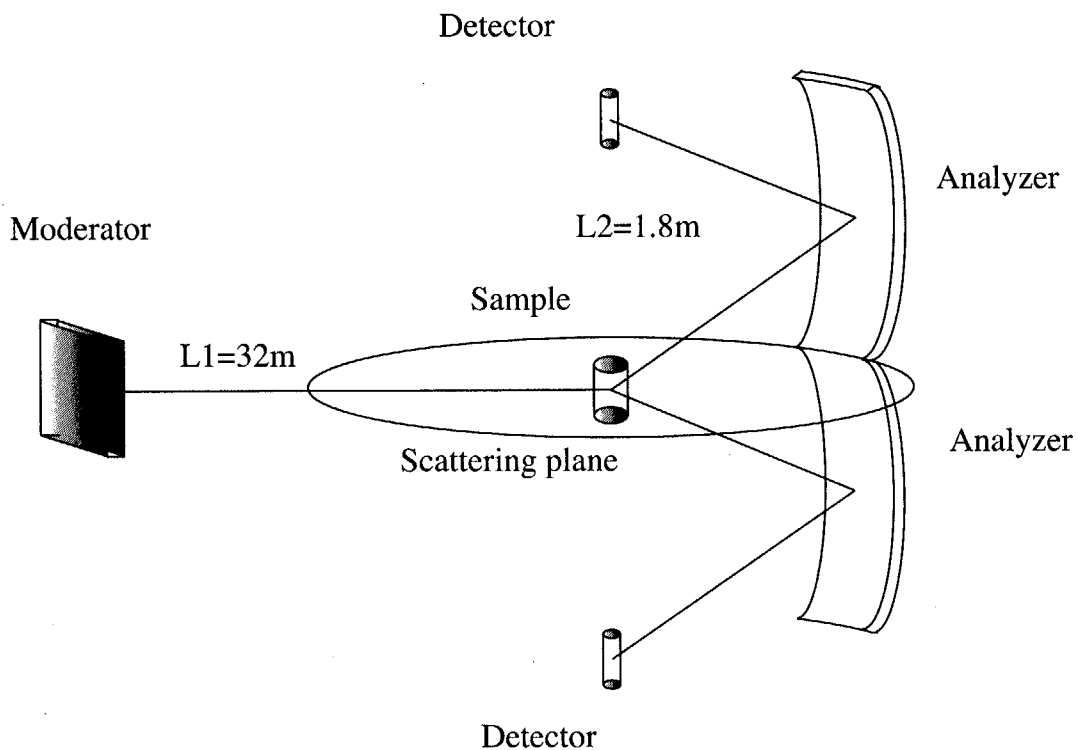 Detector
Analyzer
Moderator
L2=1.8m
Sample
L1=32m
Scattering plane
Analyzer
Detector